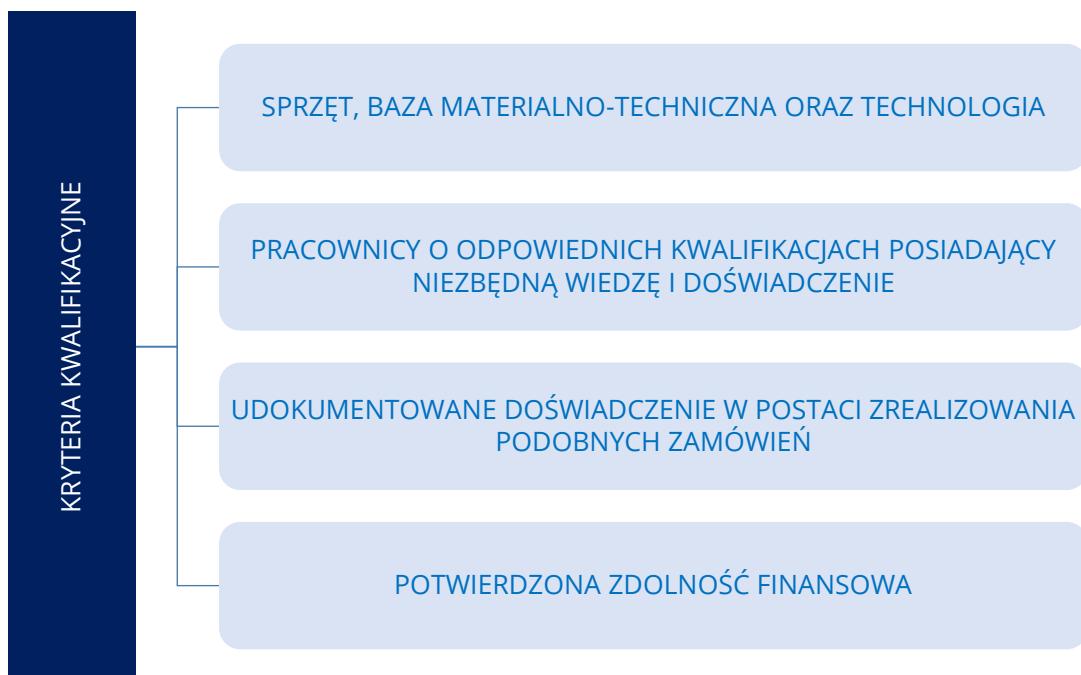 KRYTERIA KWALIFIKACYJNE
SPRZĘT, BAZA MATERIALNO-TECHNICZNA ORAZ TECHNOLOGIA
PRACOWNICY O ODPOWIEDNICH KWALIFIKACJACH POSIADAJĄCY
NIEZBĘDNĄ WIEDZĘ I DOŚWIADCZENIE
UDOKUMENTOWANE DOŚWIADCZENIE W POSTACI ZREALIZOWANIA
PODOBNYCH ZAMÓWIEŃ
POTWIERDZONA ZDOLNOŚĆ FINANSOWA